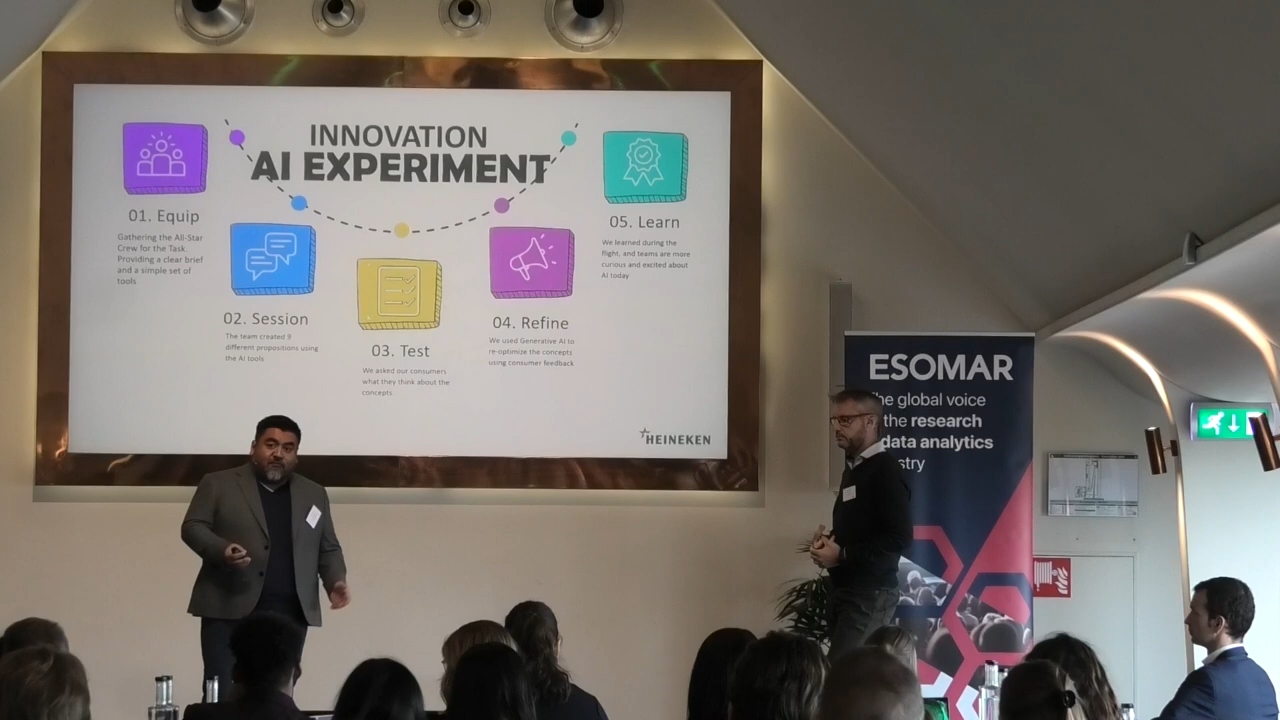 INNOVATION
AI EXPERIMENT
01. Equip
Gathering the All-Star
Crew for the Task.
Providing a clear brief
and a simple set of
tools
02. Session
The team created 9
different propositions using
the AI tools
03. Test
We asked our consumers
what they think about the
concepts
04. Refine
We used Generative AI to
re-optimize the concepts
using consumer feedback
05. Learn
We learned during the
flight, and teams are more
curious and excited about
AI today
HEINEKEN
ESOMAR
he global voice
the research
data analytics
stry